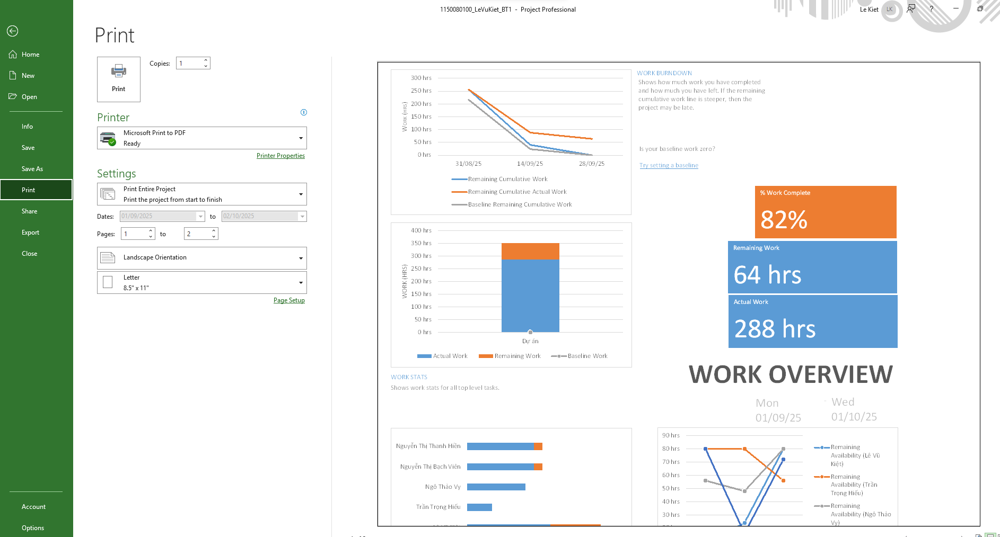 1150080100_LeVuKiet_BT1 - Project Professional
Le Kiet
LK
?
Home
New
Open
Info
Save
Save As
Print
Share
Export
Close
Account
Options
Print
Print
Copies:
1
Printer
Microsoft Print to PDF
Ready
Printer Properties
Settings
Print Entire Project
Print the project from start to finish
Dates:
01/09/2025
to
02/10/2025
Pages:
1
to
2
Landscape Orientation
Letter
8.5" x 11"
Page Setup
WORK (HRS)
300 hrs
250 hrs
200 hrs
150 hrs
100 hrs
50 hrs
0 hrs
31/08/25
14/09/25
28/09/25
Remaining Cumulative Work
Remaining Cumulative Actual Work
Baseline Remaining Cumulative Work
WORK BURNDOWN
Shows how much work you have completed
and how much you have left. If the remaining
cumulative work line is steeper, then the
project may be late.
Is your baseline work zero?
Try setting a baseline
% Work Complete
82%
Remaining Work
64 hrs
Actual Work
288 hrs
WORK (HRS)
400 hrs
350 hrs
300 hrs
250 hrs
200 hrs
150 hrs
100 hrs
50 hrs
0 hrs
Dự án
Actual Work
Remaining Work
Baseline Work
WORK STATS
Shows work stats for all top level tasks.
WORK OVERVIEW
Mon
01/09/25
-
Wed
01/10/25
Nguyễn Thị Thanh Hiền
Nguyễn Thị Bạch Viên
Ngô Thảo Vy
Trần Trọng Hiếu
90 hrs
80 hrs
70 hrs
60 hrs
50 hrs
40 hrs
30 hrs
Remaining
Availability (Lê Vũ
Kiệt)
Remaining
Availability (Trần
Trọng Hiếu)
Remaining
Availability (Ngô Thảo
Vy)